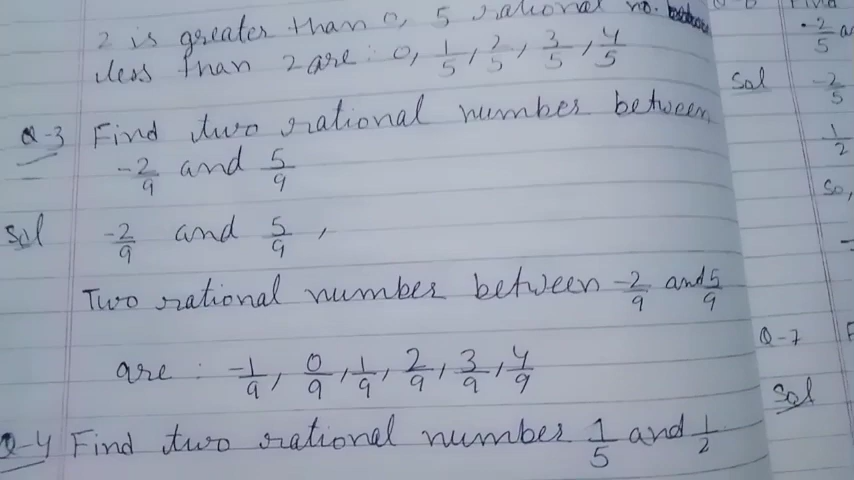 2 is greater than 0, 5 rational no.
less than 2 are : 0, 1/5, 2/5, 3/5, 4/5
Q-3 Find two rational number between
-2/9 and 5/9
Sol -2/9 and 5/9,
Two rational number between -2/9 and 5/9
are : -1/9, 0/9, 1/9, 2/9, 3/9, 4/9
Q-4 Find two rational number 1/5 and 1/2
Find
-2/5
Sol -2/5
1/2
So,
Q-7
Sol